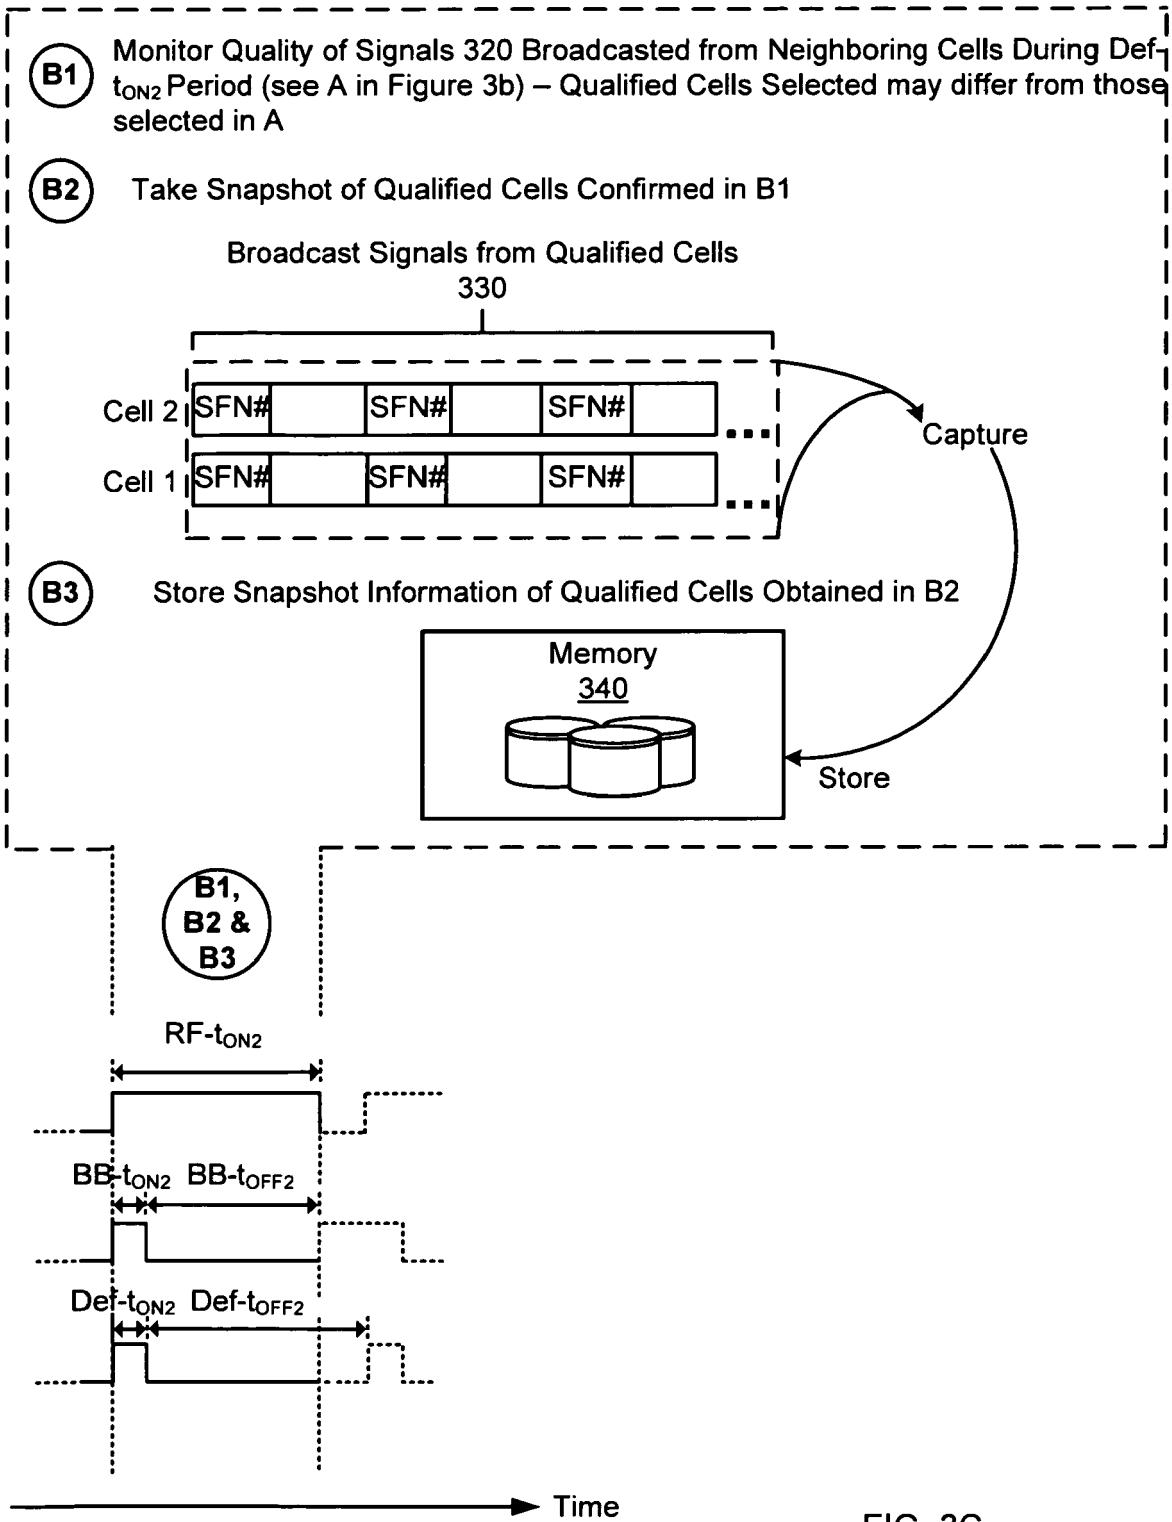 B1
Monitor Quality of Signals 320 Broadcasted from Neighboring Cells During Def-
tON2 Period (see A in Figure 3b) – Qualified Cells Selected may differ from those
selected in A
B2
Take Snapshot of Qualified Cells Confirmed in B1
Broadcast Signals from Qualified Cells
330
Cell 2 SFN# SFN# SFN# ...
Capture
Cell 1 SFN# SFN# SFN# ...
B3
Store Snapshot Information of Qualified Cells Obtained in B2
Memory
340
Store
B1,
B2 &
B3
RF-tON2
BB-tON2 BB-tOFF2
Def-tON2 Def-tOFF2
Time